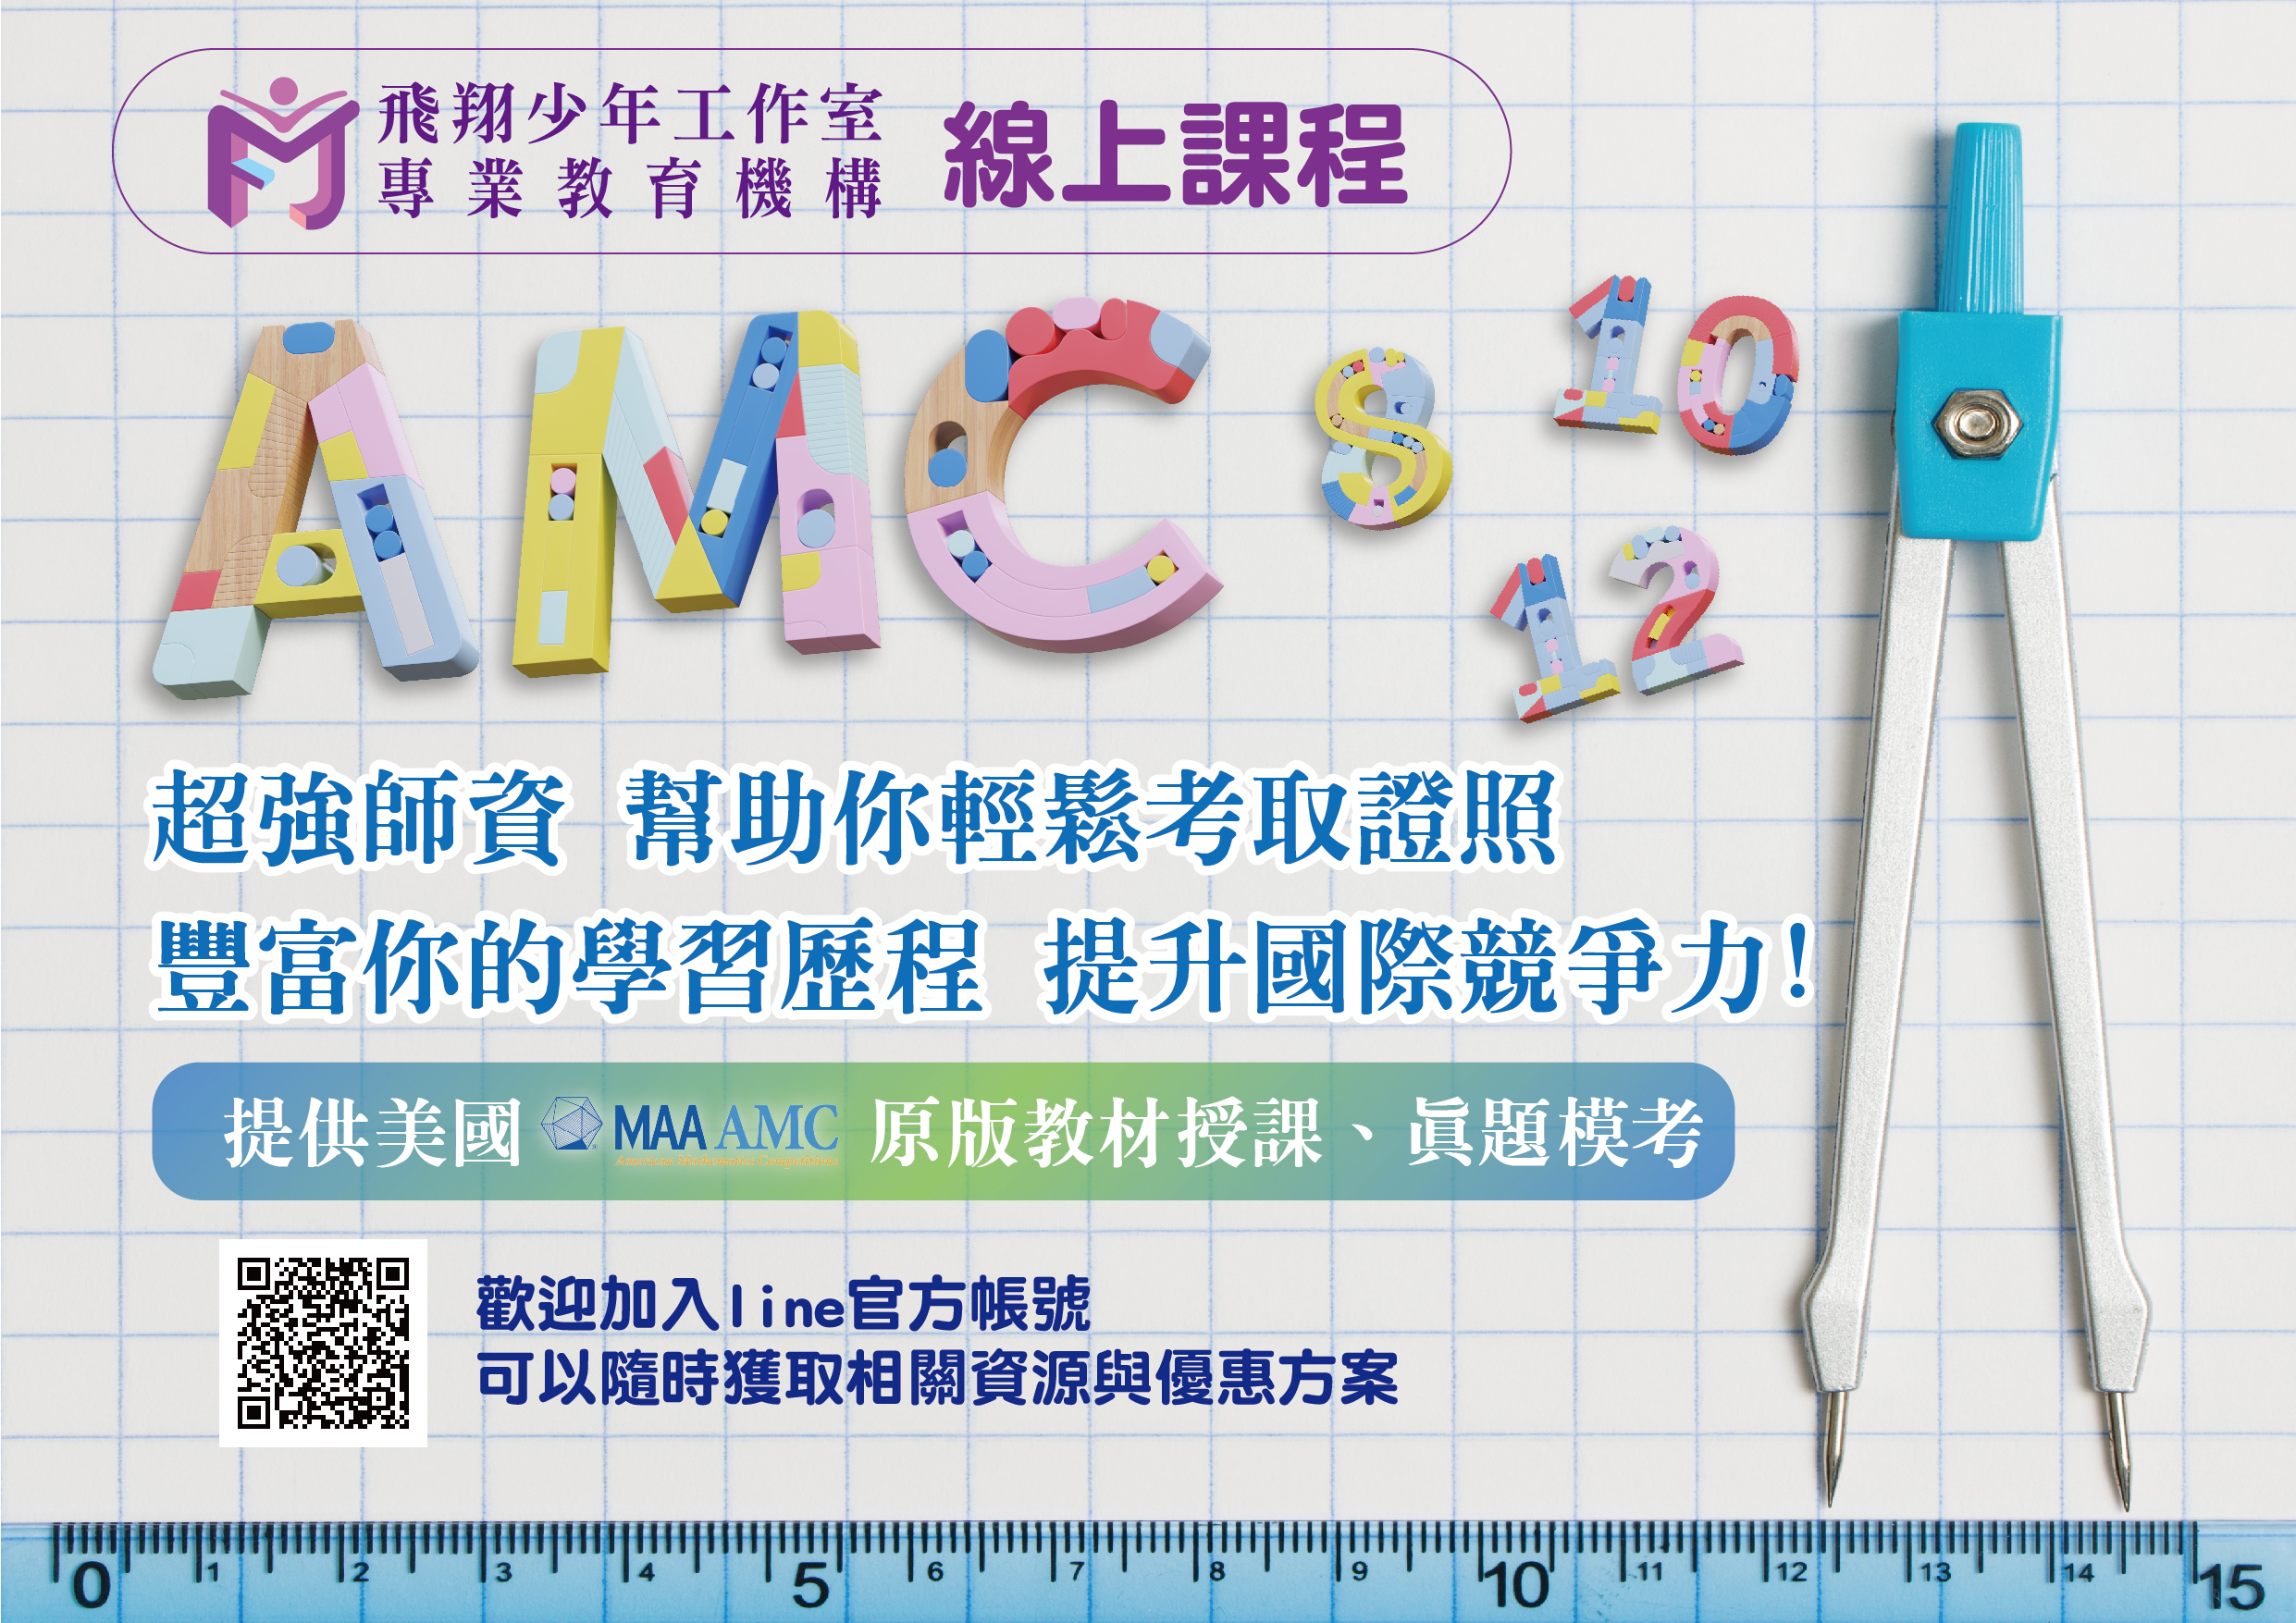 飛翔少年工作室
專業教育機構
線上課程
AMC 8 10
12
超強師資 幫助你輕鬆考取證照
豐富你的學習歷程 提升國際競爭力!
提供美國 MAA AMC 原版教材授課、真題模考
American Mathematics Competitions
歡迎加入line官方帳號
可以隨時獲取相關資源與優惠方案
0 1 2 3 4 5 6 7 8 9 10 11 12 13 14 15